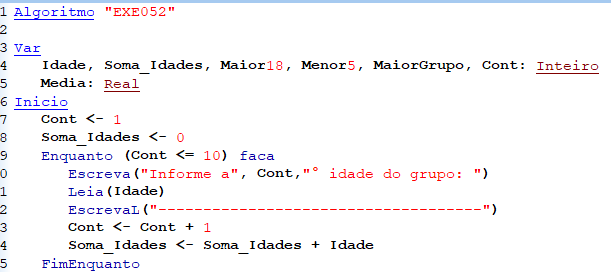 1 Algoritmo "EXE052"
2
3 Var
4 Idade, Soma_Idades, Maior18, Menor5, MaiorGrupo, Cont: Inteiro
5 Media: Real
6 Inicio
7 Cont <- 1
8 Soma_Idades <- 0
9 Enquanto (Cont <= 10) faca
0 Escreva("Informe a", Cont,"° idade do grupo: ")
1 Leia(Idade)
2 EscrevaL("------------------------------------")
3 Cont <- Cont + 1
4 Soma_Idades <- Soma_Idades + Idade
5 FimEnquanto